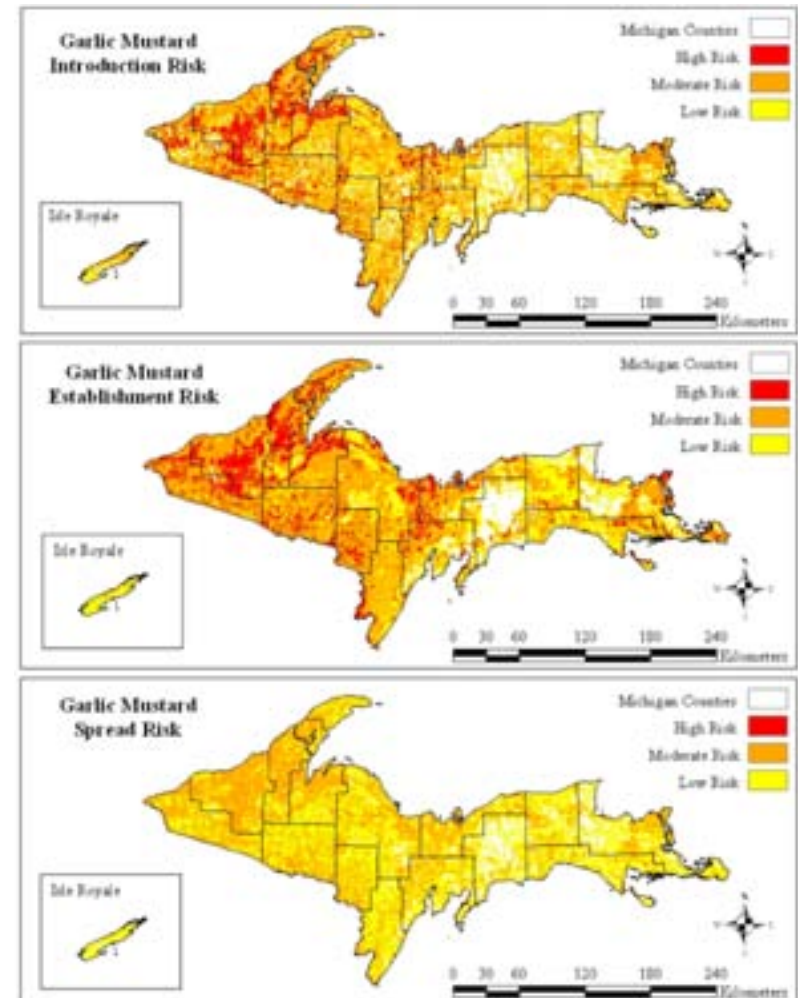 Garlic Mustard
Introduction Risk
Michigan Counties
High Risk
Moderate Risk
Low Risk
Isle Royale
0 30 60 120 180 240
Kilometers
Garlic Mustard
Establishment Risk
Michigan Counties
High Risk
Moderate Risk
Low Risk
Isle Royale
0 30 60 120 180 240
Kilometers
Garlic Mustard
Spread Risk
Michigan Counties
High Risk
Moderate Risk
Low Risk
Isle Royale
0 30 60 120 180 240
Kilometers